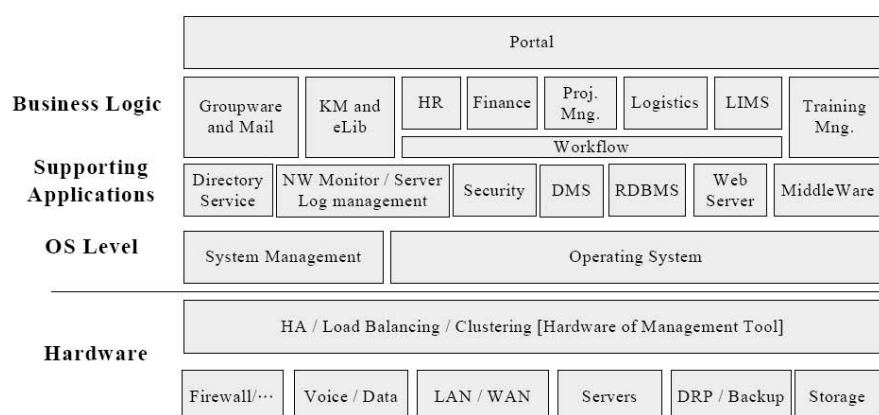 Portal
Business Logic
Groupware
and Mail
KM and
eLib
HR
Finance
Proj.
Mng.
Logistics
LIMS
Training
Mng.
Workflow
Supporting
Applications
Directory
Service
NW Monitor / Server
Log management
Security
DMS
RDBMS
Web
Server
MiddleWare
OS Level
System Management
Operating System
Hardware
HA / Load Balancing / Clustering [Hardware of Management Tool]
Firewall/⋯
Voice / Data
LAN / WAN
Servers
DRP / Backup
Storage